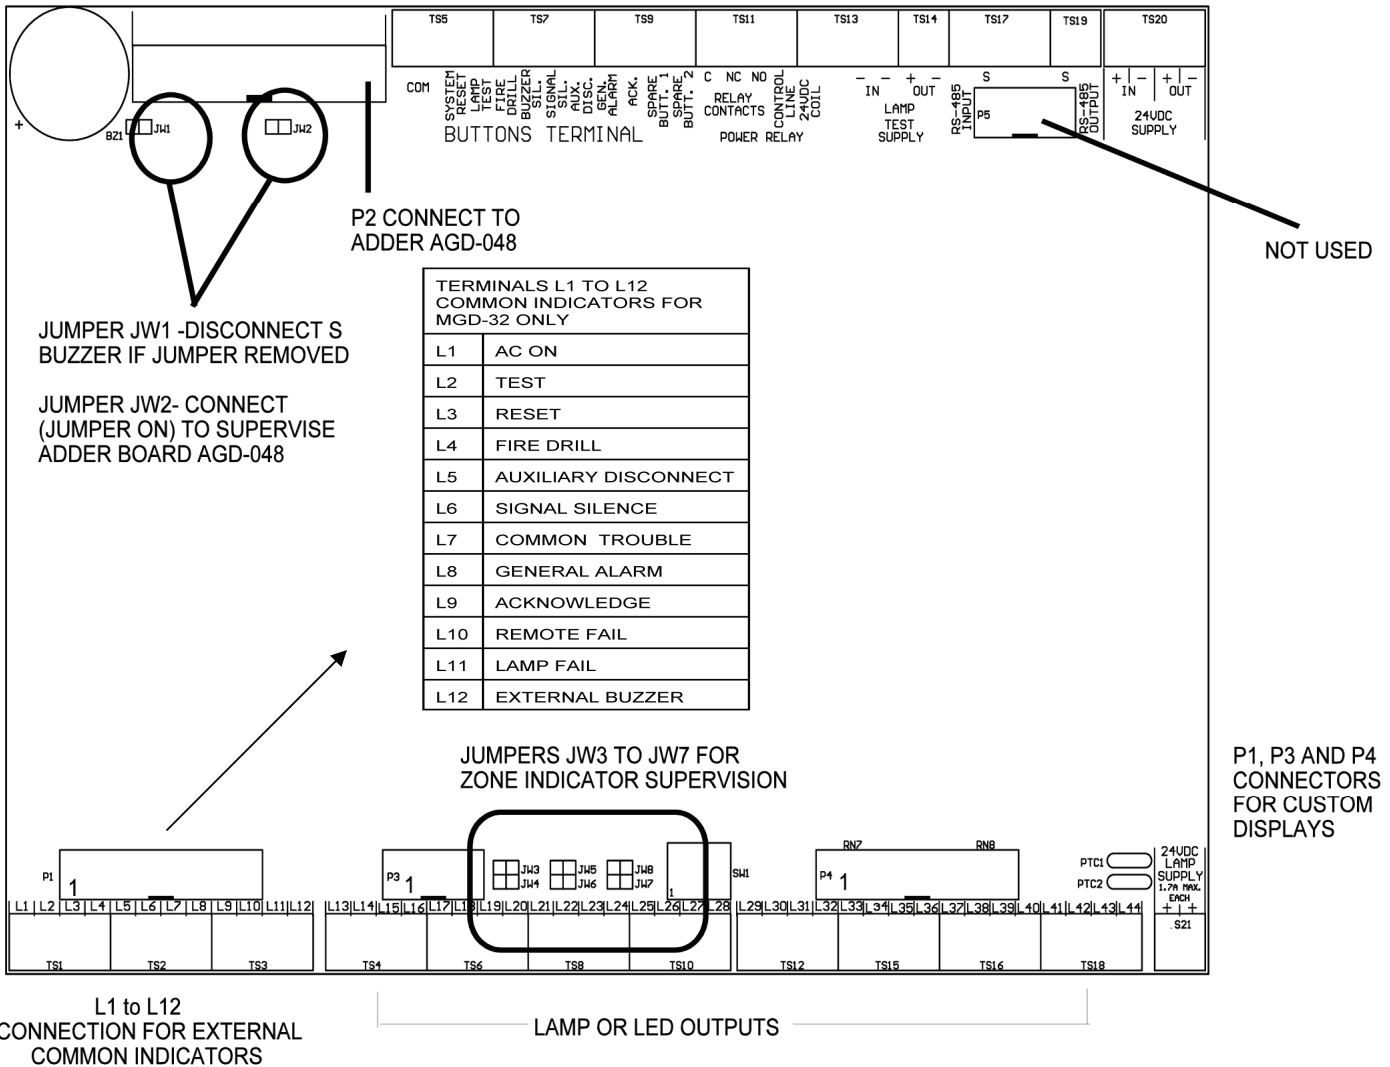 TS5 TS7 TS9 TS11 TS13 TS14 TS17 TS19 TS20
COM
SYSTEM
RESET
LAMP
TEST
FIRE
DRILL
BUZZER
SIL.
SIGNAL
SIL.
AUX.
DISC.
GEN.
ALARM
ACK.
SPARE
BUTT. 1
SPARE
BUTT. 2
BUTTONS TERMINAL
C NC NO
RELAY
CONTACTS
CONTROL
LINE
24VDC
COIL
POWER RELAY
- -
IN
+ -
OUT
LAMP
TEST
SUPPLY
S
RS-485
INPUT
P5
S
RS-485
OUTPUT
+ - + -
IN OUT
24VDC
SUPPLY
+
BZ1
JW1
JW2
P2 CONNECT TO
ADDER AGD-048
NOT USED
JUMPER JW1 -DISCONNECT S
BUZZER IF JUMPER REMOVED
JUMPER JW2- CONNECT
(JUMPER ON) TO SUPERVISE
ADDER BOARD AGD-048
TERMINALS L1 TO L12
COMMON INDICATORS FOR
MGD-32 ONLY
L1 AC ON
L2 TEST
L3 RESET
L4 FIRE DRILL
L5 AUXILIARY DISCONNECT
L6 SIGNAL SILENCE
L7 COMMON TROUBLE
L8 GENERAL ALARM
L9 ACKNOWLEDGE
L10 REMOTE FAIL
L11 LAMP FAIL
L12 EXTERNAL BUZZER
JUMPERS JW3 TO JW7 FOR
ZONE INDICATOR SUPERVISION
P1, P3 AND P4
CONNECTORS
FOR CUSTOM
DISPLAYS
P1 1
P3 1
JW3
JW4
JW5
JW6
JW8
JW7
1
SW1
RN7 RN8
P4 1
PTC1
PTC2
24VDC
LAMP
SUPPLY
1.7A MAX.
EACH
+ +
L1 L2 L3 L4 L5 L6 L7 L8 L9 L10 L11 L12 L13 L14 L15 L16 L17 L18 L19 L20 L21 L22 L23 L24 L25 L26 L27 L28 L29 L30 L31 L32 L33 L34 L35 L36 L37 L38 L39 L40 L41 L42 L43 L44
.S21
TS1 TS2 TS3 TS4 TS6 TS8 TS10 TS12 TS15 TS16 TS18
L1 to L12
CONNECTION FOR EXTERNAL
COMMON INDICATORS
LAMP OR LED OUTPUTS